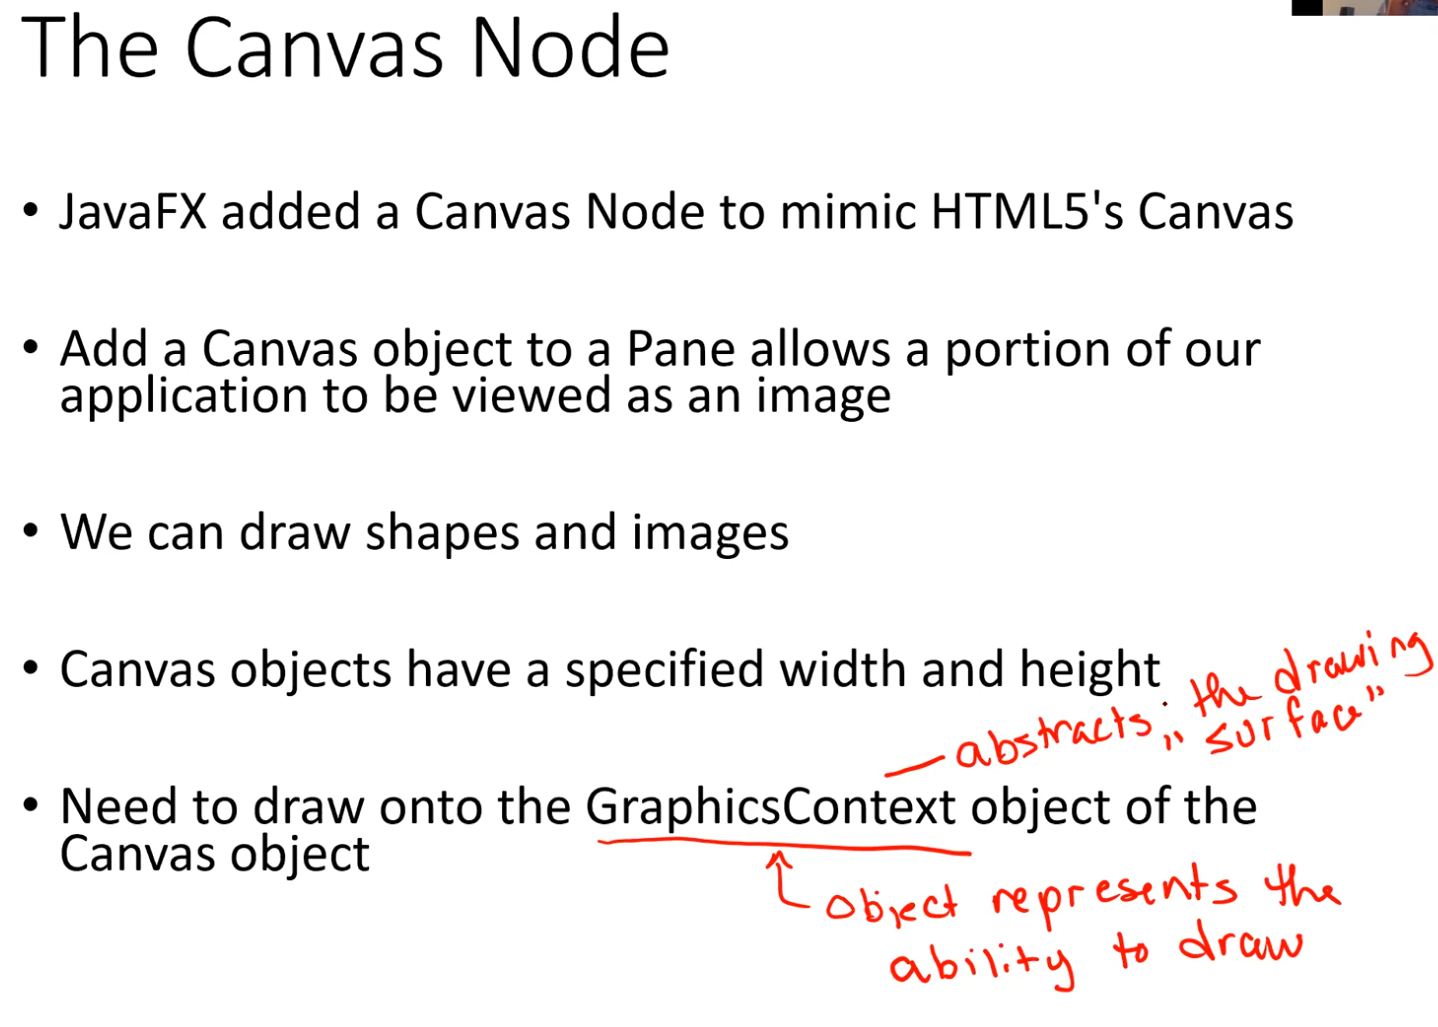 The Canvas Node
• JavaFX added a Canvas Node to mimic HTML5's Canvas
• Add a Canvas object to a Pane allows a portion of our
application to be viewed as an image
• We can draw shapes and images
• Canvas objects have a specified width and height
— abstracts "the drawing
surface"
• Need to draw onto the GraphicsContext object of the
Canvas object
object represents the
ability to draw